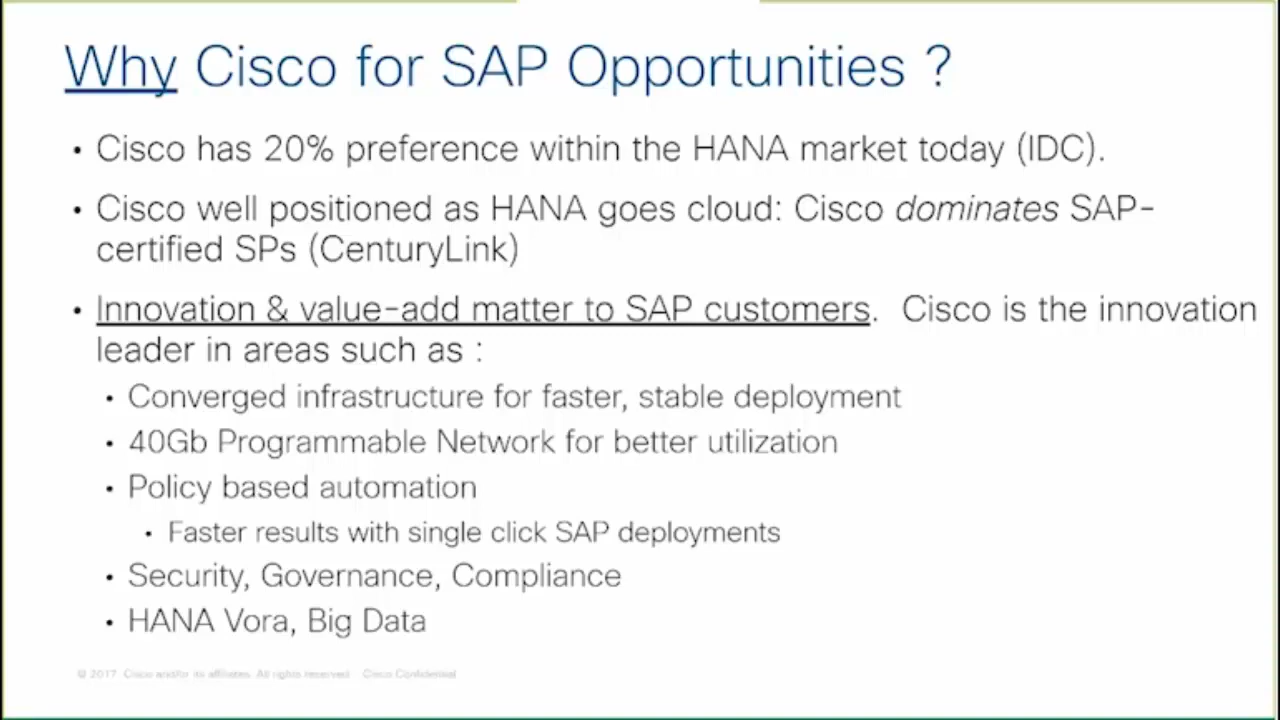 Why Cisco for SAP Opportunities ?
• Cisco has 20% preference within the HANA market today (IDC).
• Cisco well positioned as HANA goes cloud: Cisco dominates SAP-
certified SPs (CenturyLink)
• Innovation & value-add matter to SAP customers. Cisco is the innovation
leader in areas such as :
• Converged infrastructure for faster, stable deployment
• 40Gb Programmable Network for better utilization
• Policy based automation
• Faster results with single click SAP deployments
• Security, Governance, Compliance
• HANA Vora, Big Data
© 2017 Cisco and/or its affiliates. All rights reserved. Cisco Confidential